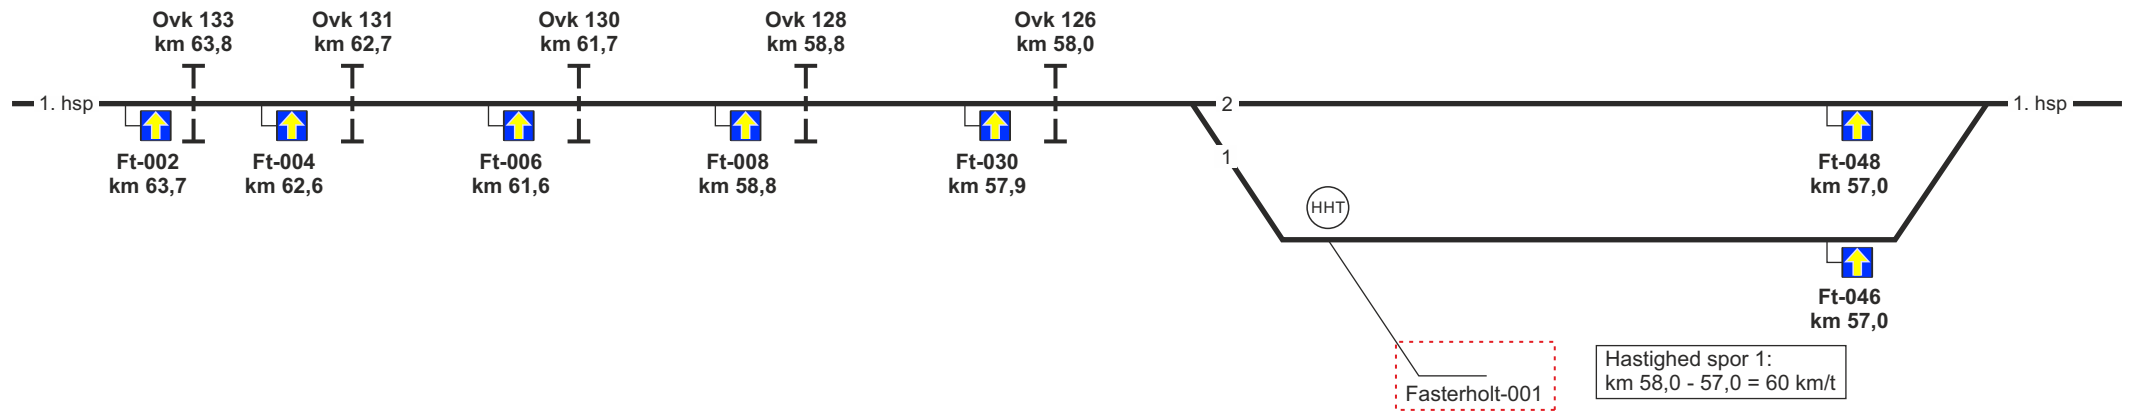 Ovk 133
km 63,8
Ovk 131
km 62,7
Ovk 130
km 61,7
Ovk 128
km 58,8
Ovk 126
km 58,0
1. hsp
2
1. hsp
Ft-002
km 63,7
Ft-004
km 62,6
Ft-006
km 61,6
Ft-008
km 58,8
Ft-030
km 57,9
1
Ft-048
km 57,0
HHT
Ft-046
km 57,0
Fasterholt-001
Hastighed spor 1:
km 58,0 - 57,0 = 60 km/t